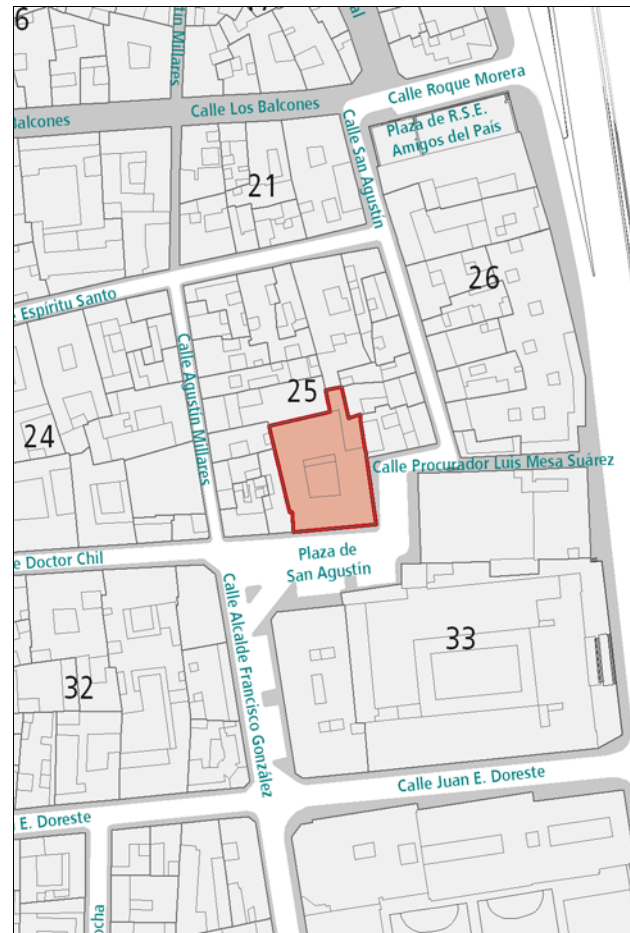 6
Calle Roque Morera
Calle Los Balcones
Balcones
Plaza de R.S.E.
Amigos del País
Calle San Agustín
Millares
21
26
Espíritu Santo
Calle Agustín Millares
25
24
Calle Procurador Luis Mesa Suárez
Plaza de
San Agustín
e Doctor Chil
Calle Alcalde Francisco González
33
32
Calle Juan E. Doreste
E. Doreste
ocha